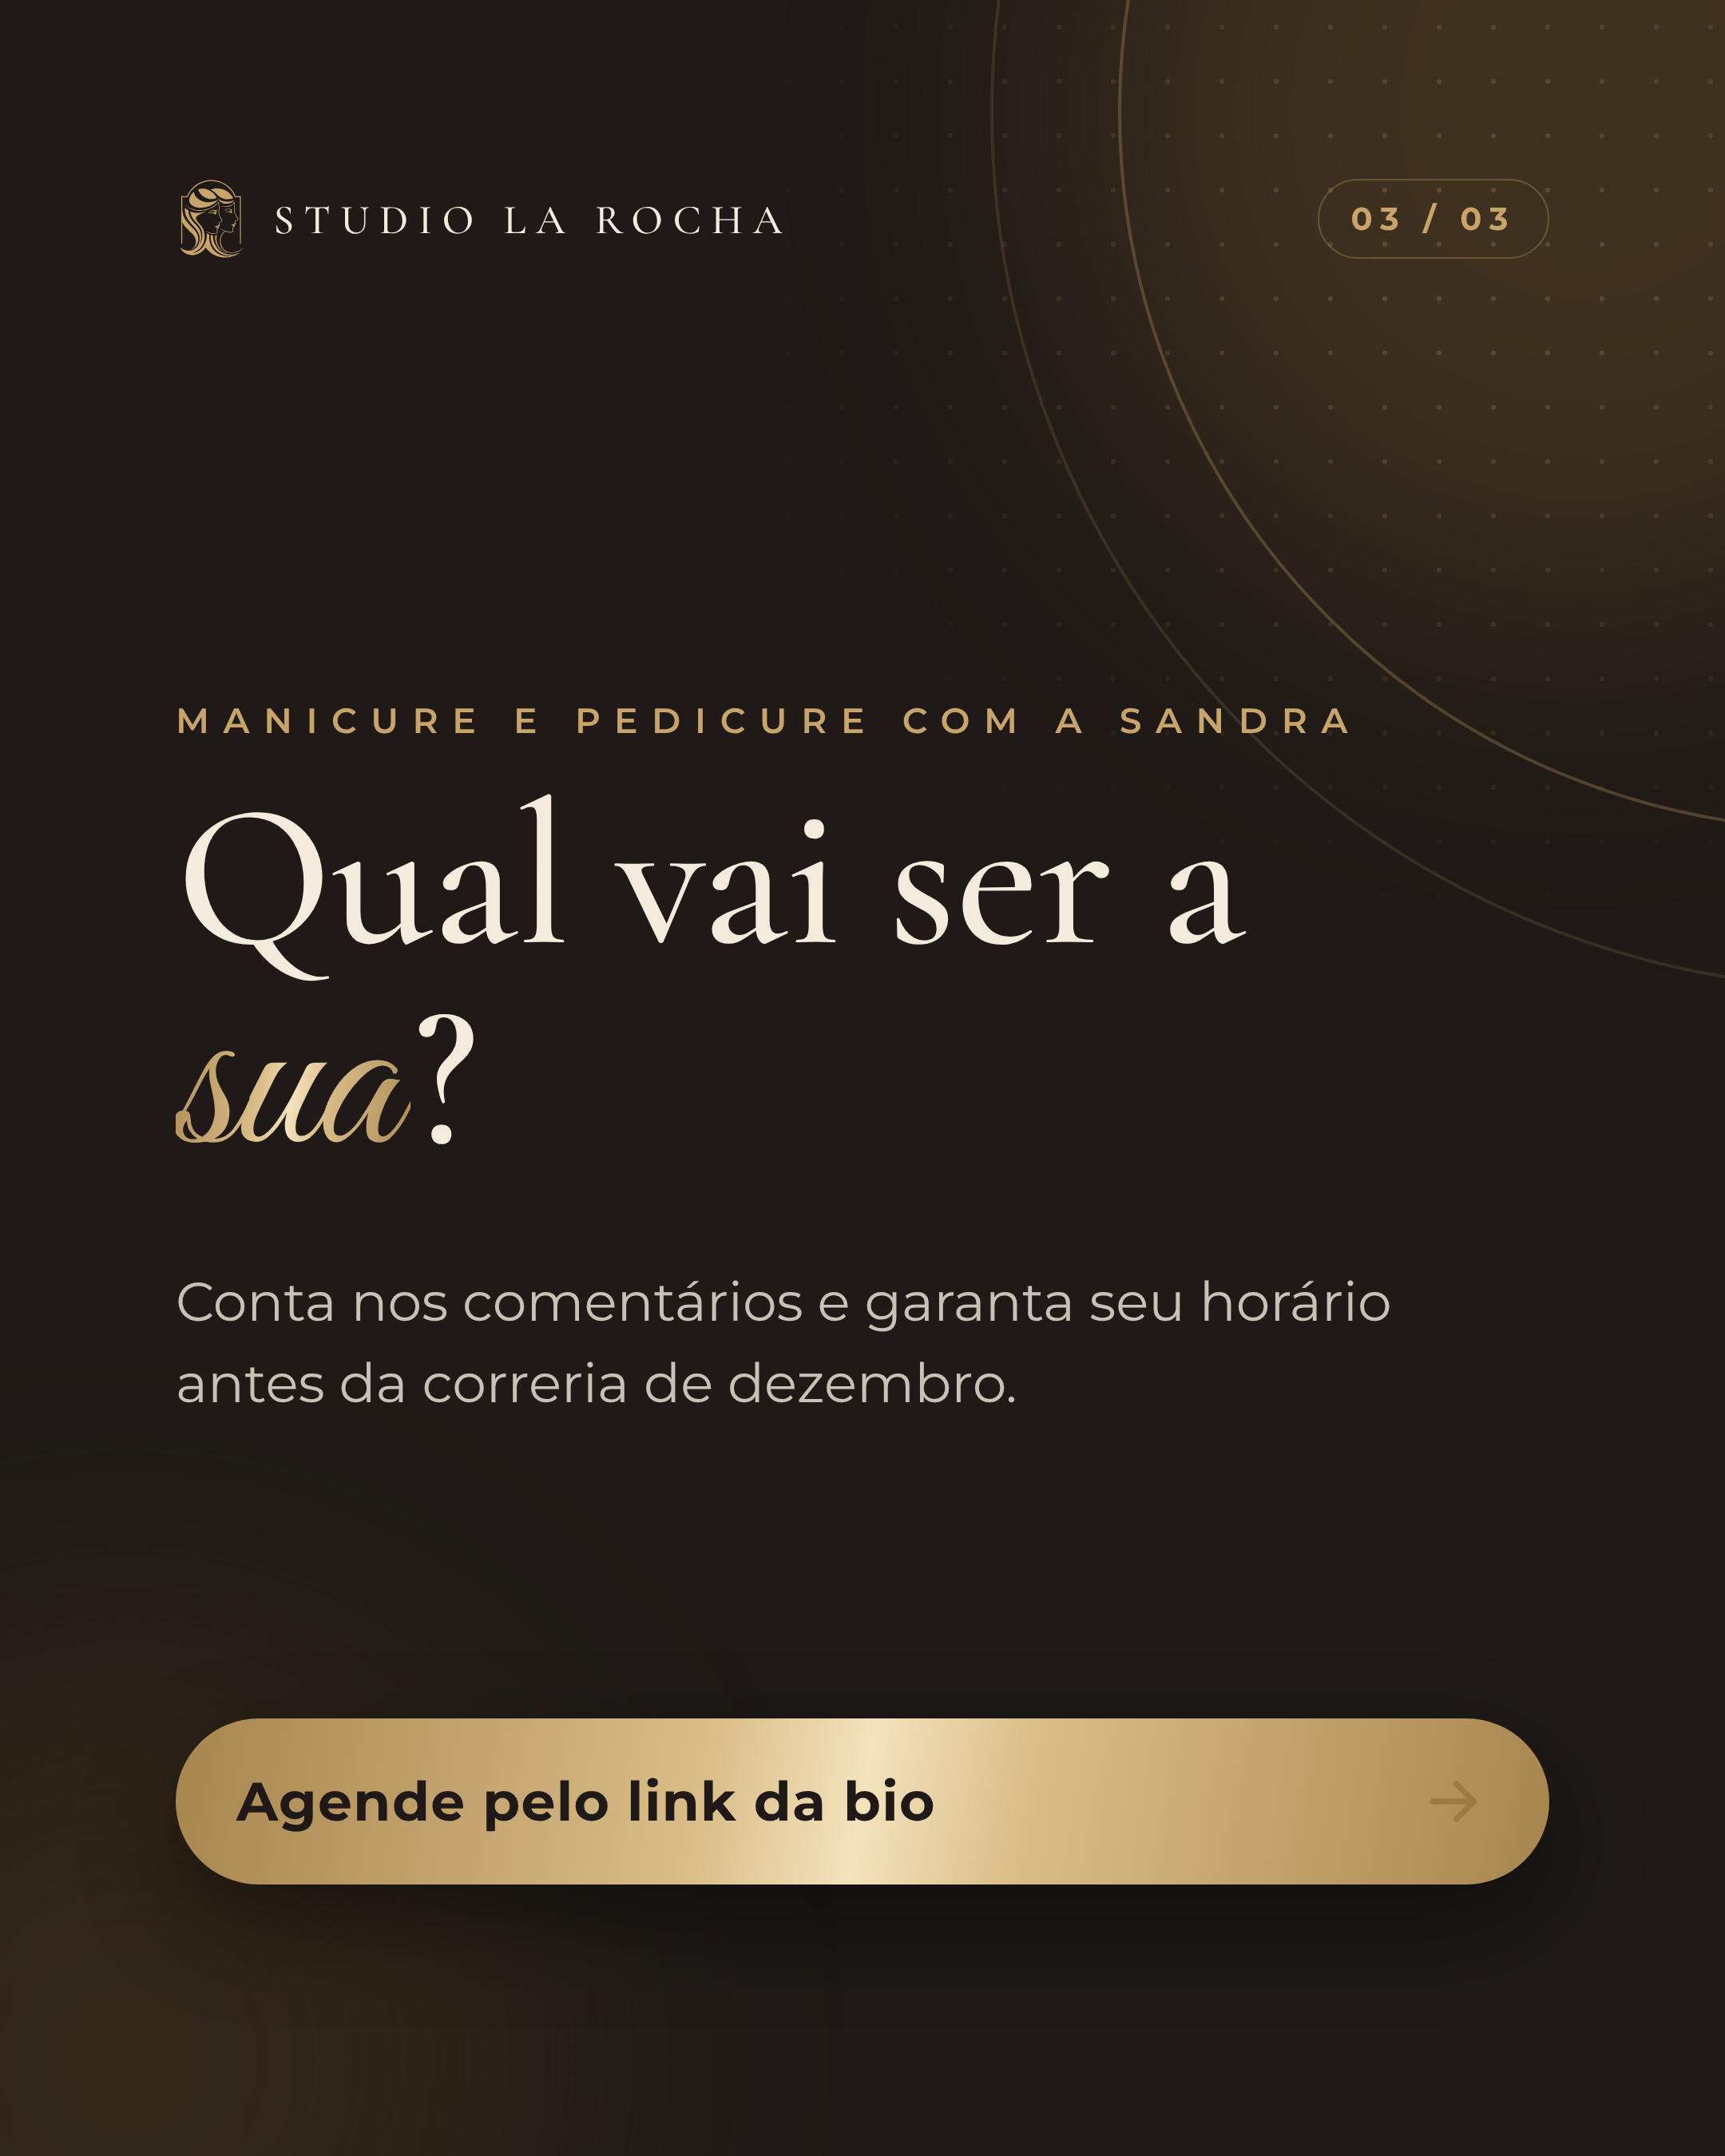 STUDIO LA ROCHA
03 / 03
MANICURE E PEDICURE COM A SANDRA
Qual vai ser a
sua?
Conta nos comentários e garanta seu horário
antes da correria de dezembro.
Agende pelo link da bio